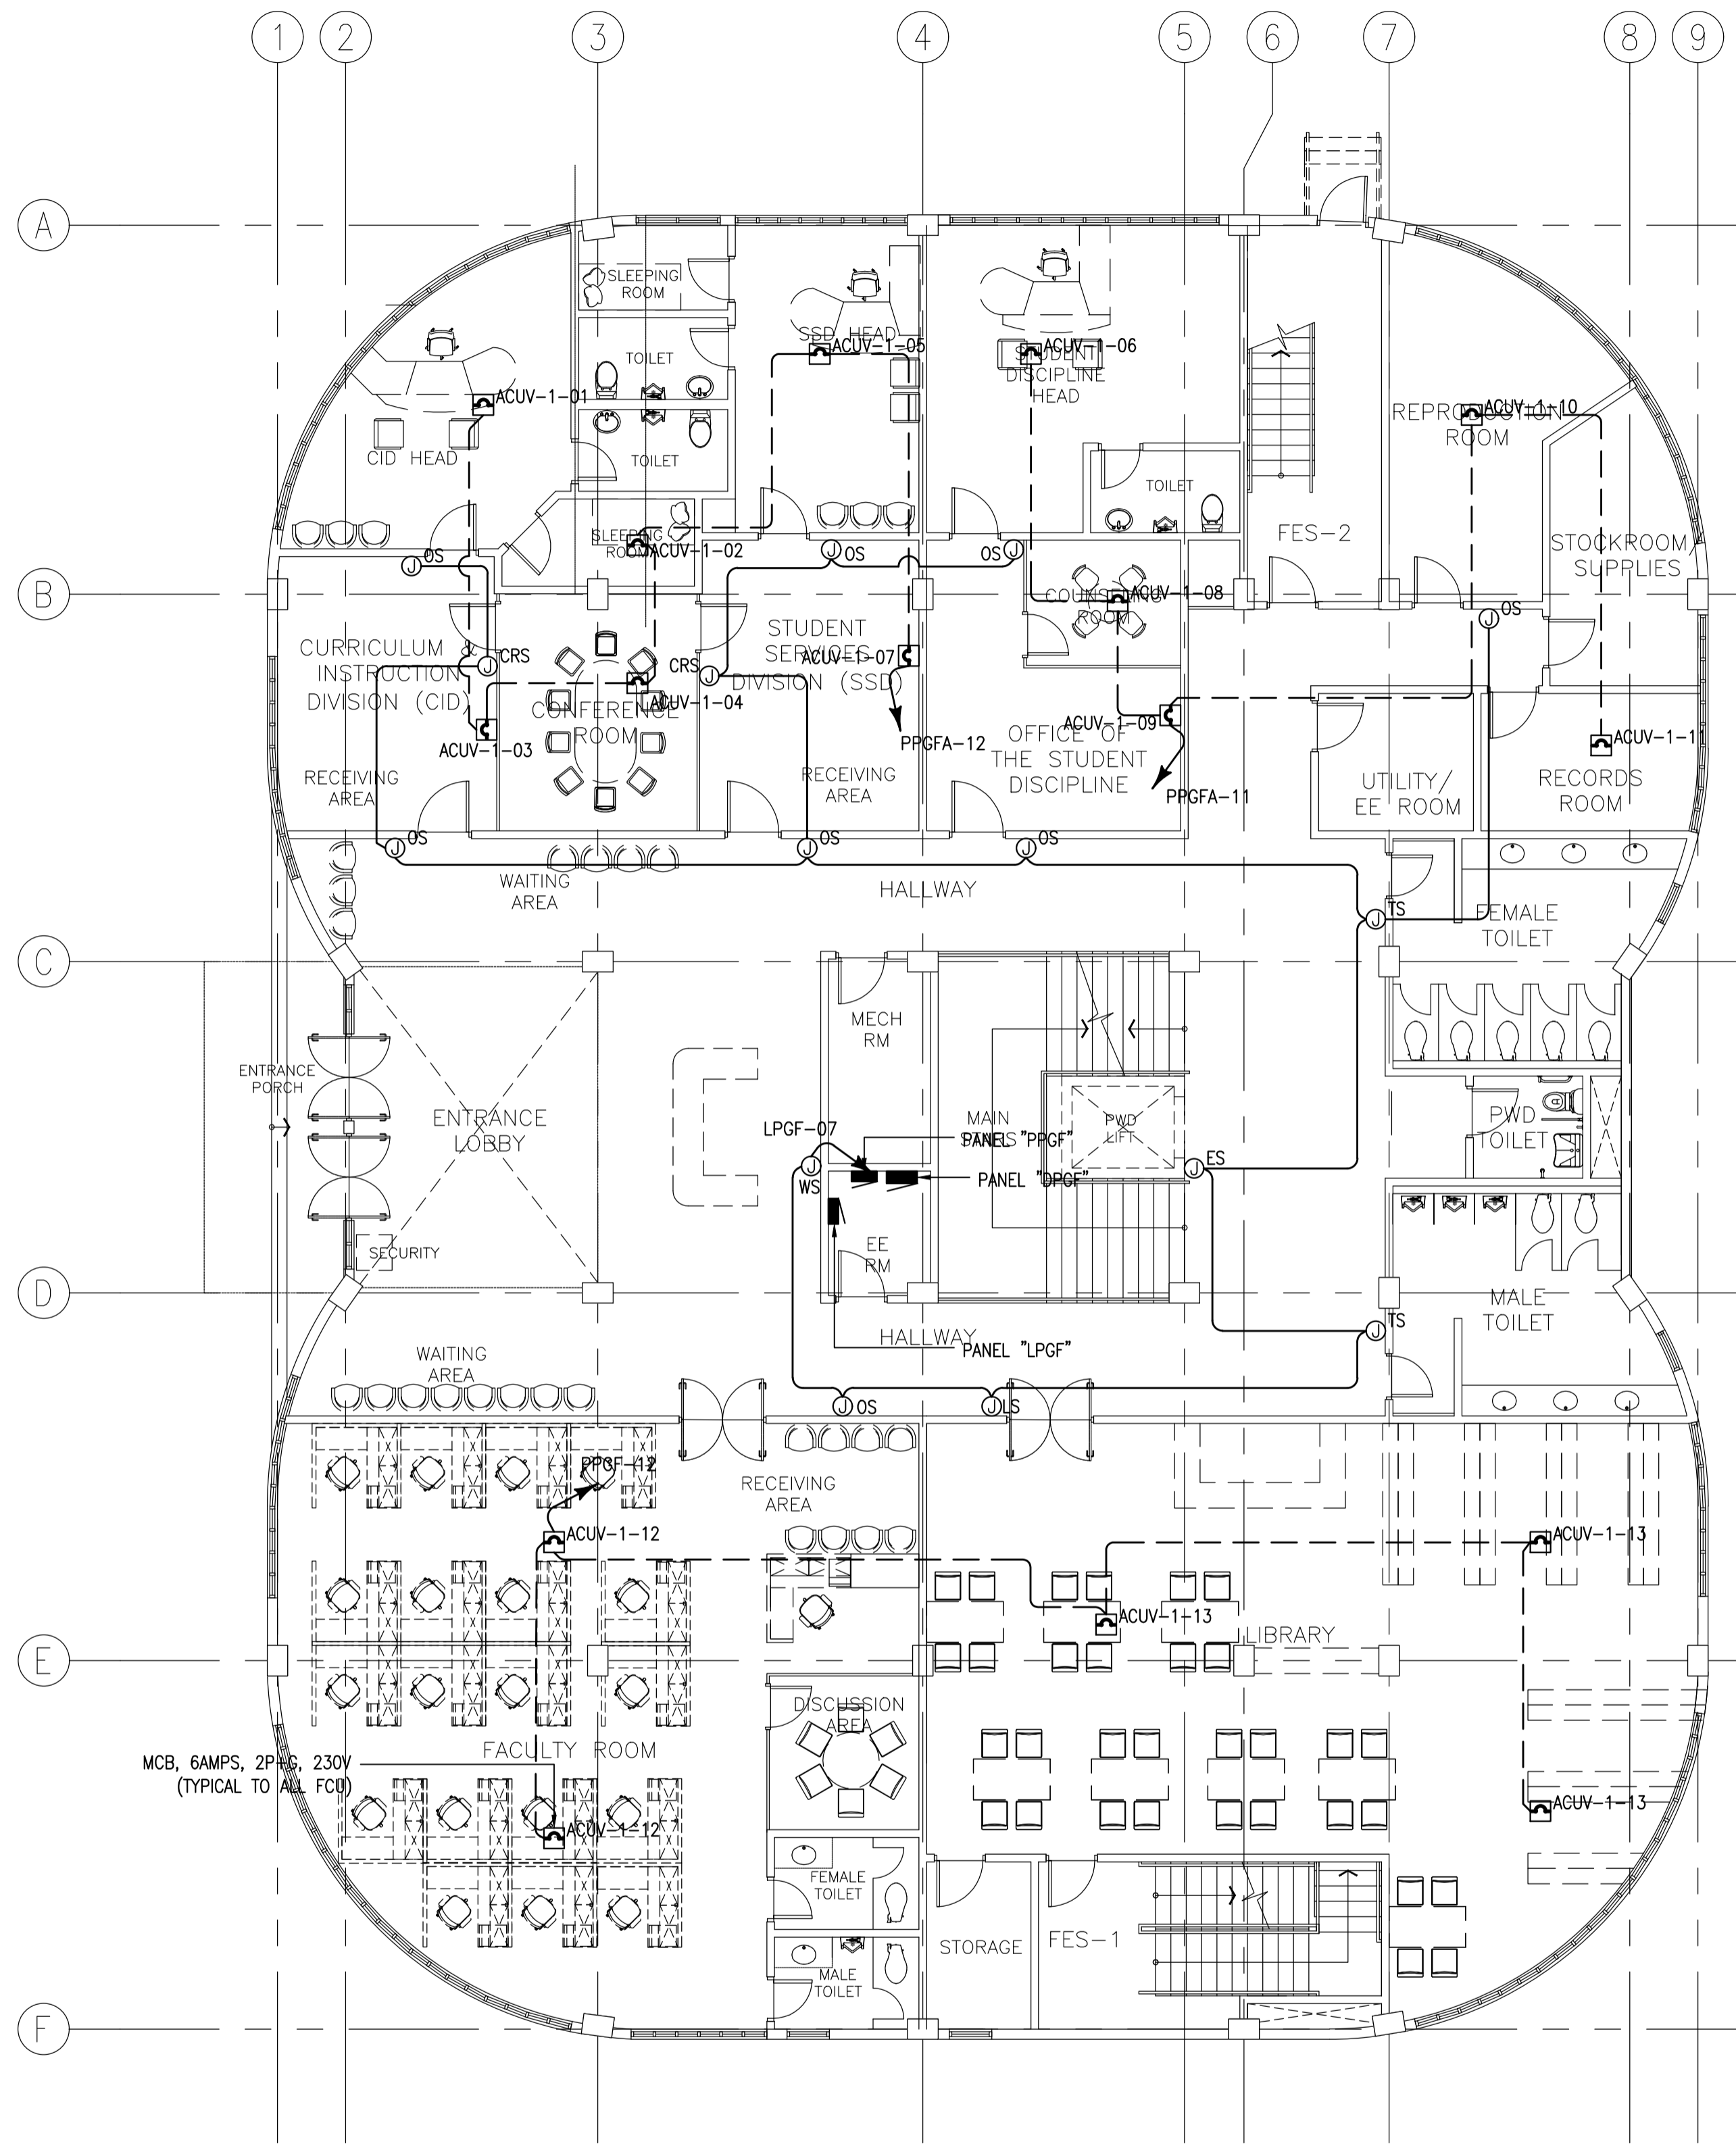 1
2
3
4
5
6
7
8
9
A
SLEEPING
ROOM
SSD HEAD
ACUV-1-05
ACUV-1-06
STUDENT
DISCIPLINE
HEAD
TOILET
ACUV-1-01
CID HEAD
TOILET
REPRODUCTION
ROOM
ACUV-1-10
TOILET
FES-2
SLEEPING
ROOM
ACUV-1-02
OS
OS
OS
STOCKROOM
SUPPLIES
B
COUNSELING
ROOM
ACUV-1-08
OS
CURRICULUM &
INSTRUCTION
DIVISION (CID)
CRS
CRS
STUDENT
SERVICES
DIVISION (SSD)
ACUV-1-07
ACUV-1-04
CONFERENCE
ROOM
ACUV-1-03
PPGFA-12
ACUV-1-09
OFFICE OF
THE STUDENT
DISCIPLINE
PPGFA-11
ACUV-1-11
RECORDS
ROOM
UTILITY/
EE ROOM
RECEIVING
AREA
RECEIVING
AREA
OS
OS
OS
WAITING
AREA
HALLWAY
TS
FEMALE
TOILET
C
MECH
RM
ENTRANCE
PORCH
ENTRANCE
LOBBY
LPGF-07
WS
MAIN
STAIRS
PANEL "PPGF"
PANEL "DPGF"
PWD
LIFT
ES
PWD
TOILET
SECURITY
EE
RM
D
HALLWAY
PANEL "LPGF"
TS
MALE
TOILET
WAITING
AREA
OS
LS
PPGF-12
RECEIVING
AREA
ACUV-1-12
ACUV-1-13
ACUV-1-13
E
LIBRARY
DISCUSSION
AREA
FACULTY ROOM
MCB, 6AMPS, 2P+G, 230V
(TYPICAL TO ALL FCU)
ACUV-1-12
ACUV-1-13
FEMALE
TOILET
STORAGE
FES-1
MALE
TOILET
F